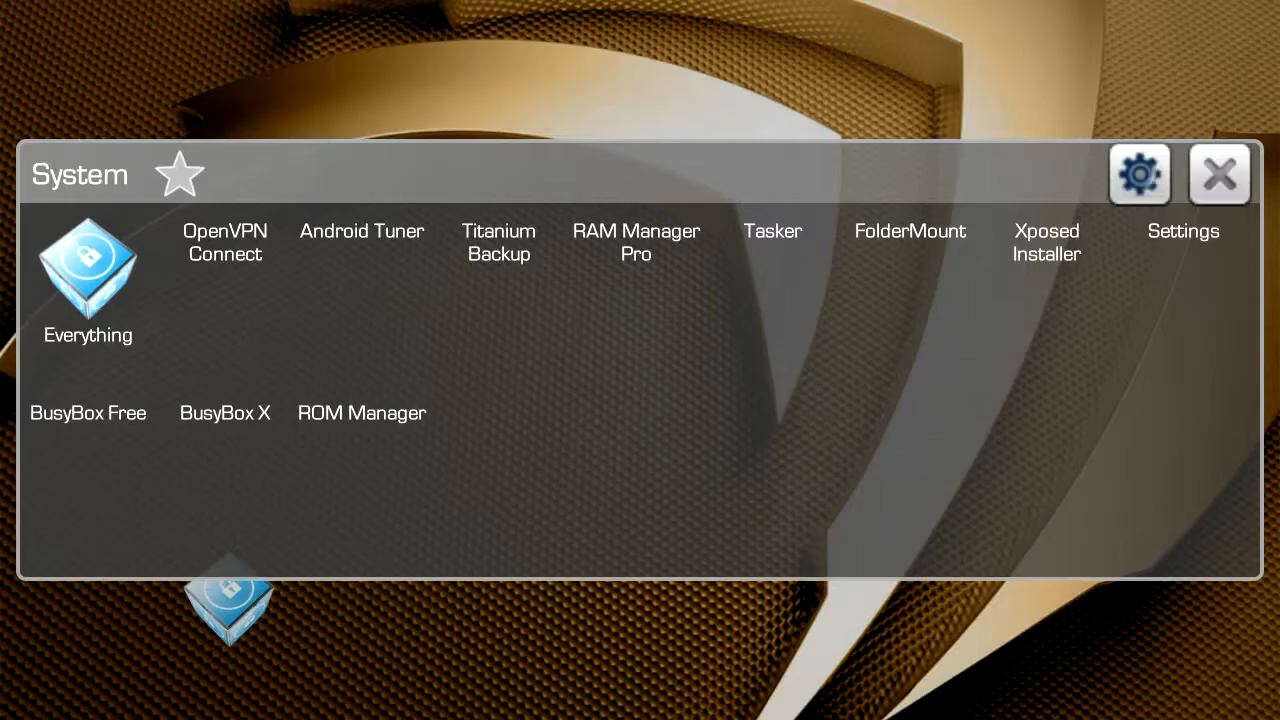 System
OpenVPN
Connect
Android Tuner
Titanium
Backup
RAM Manager
Pro
Tasker
FolderMount
Xposed
Installer
Settings
Everything
BusyBox Free
BusyBox X
ROM Manager